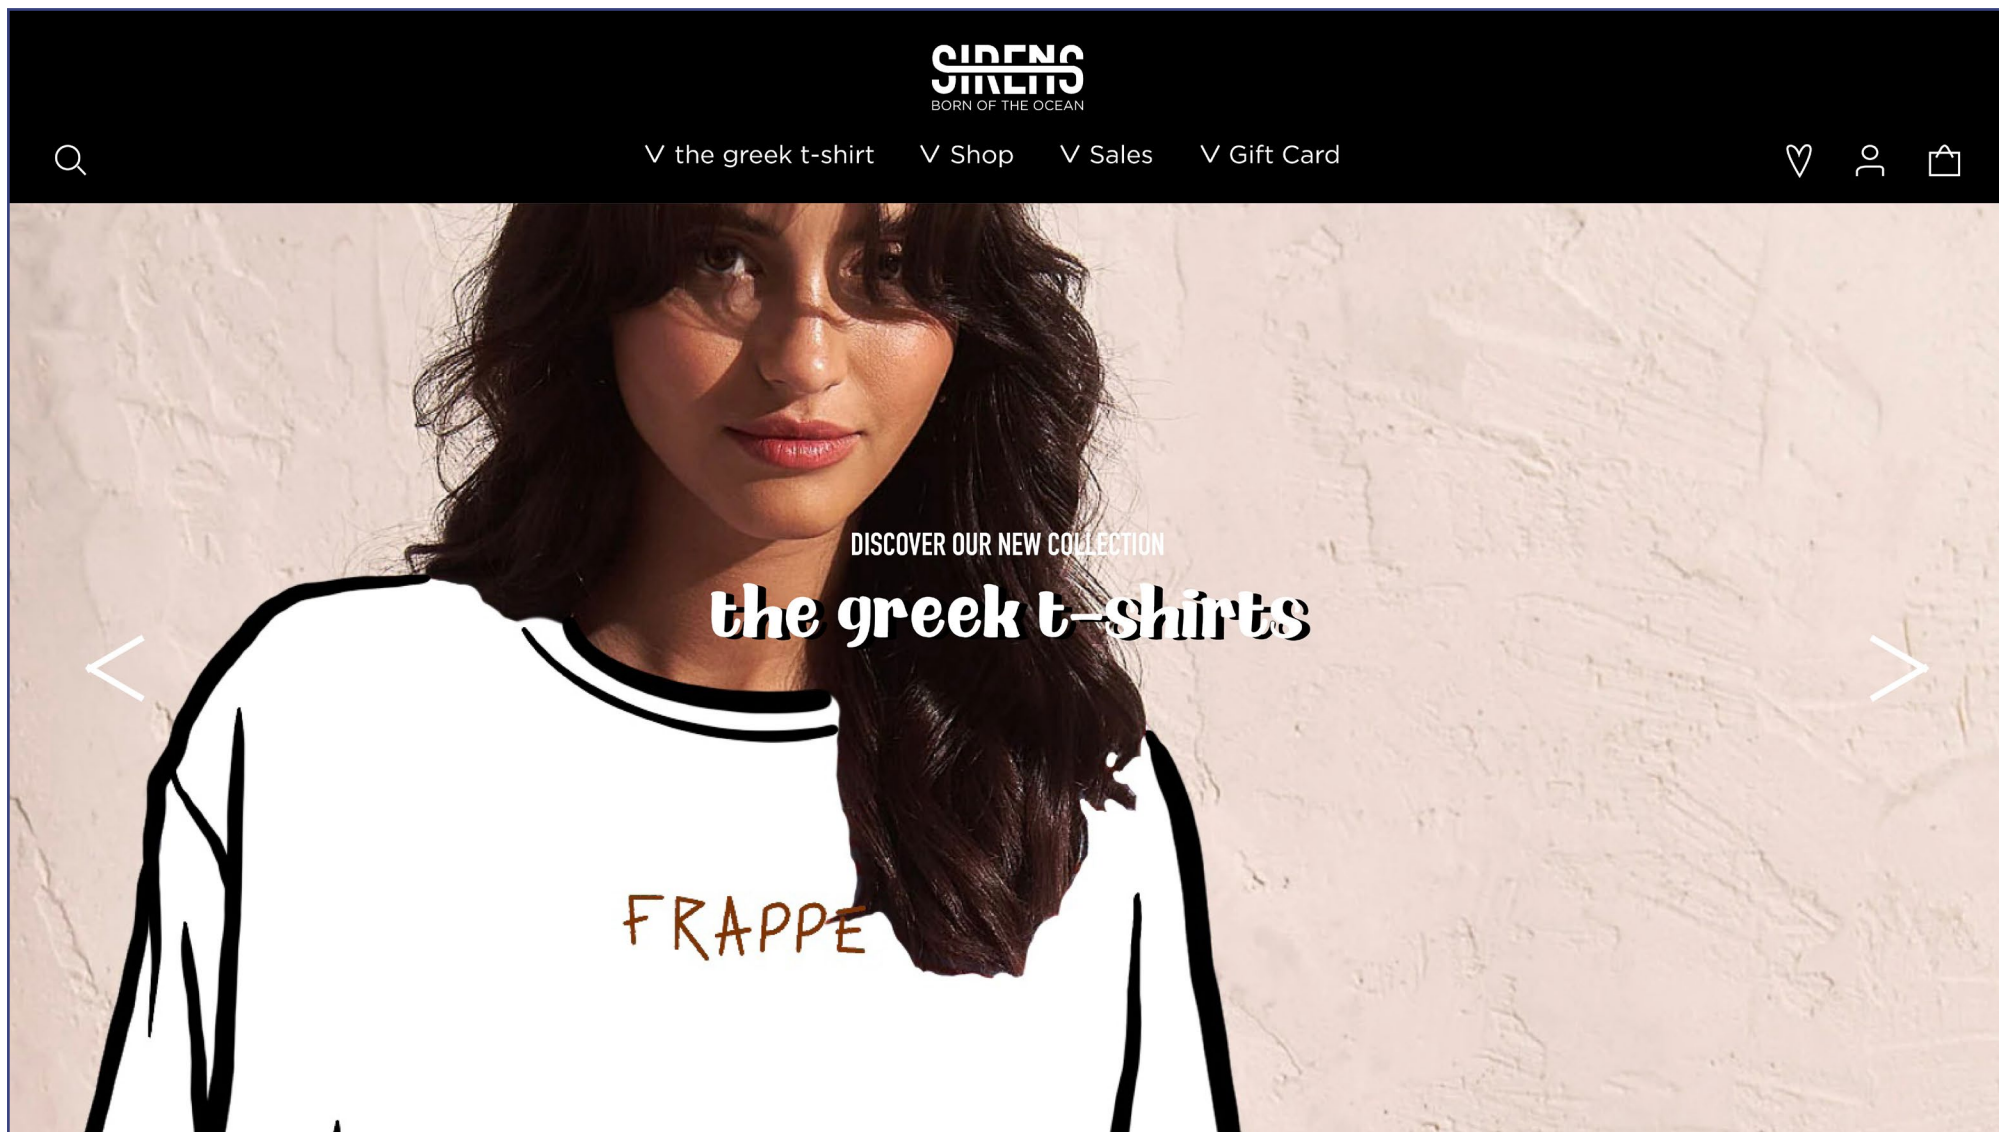 SIRENS
BORN OF THE OCEAN
the greek t-shirt
Shop
Sales
Gift Card
DISCOVER OUR NEW COLLECTION
the greek t-shirts
FRAPPE